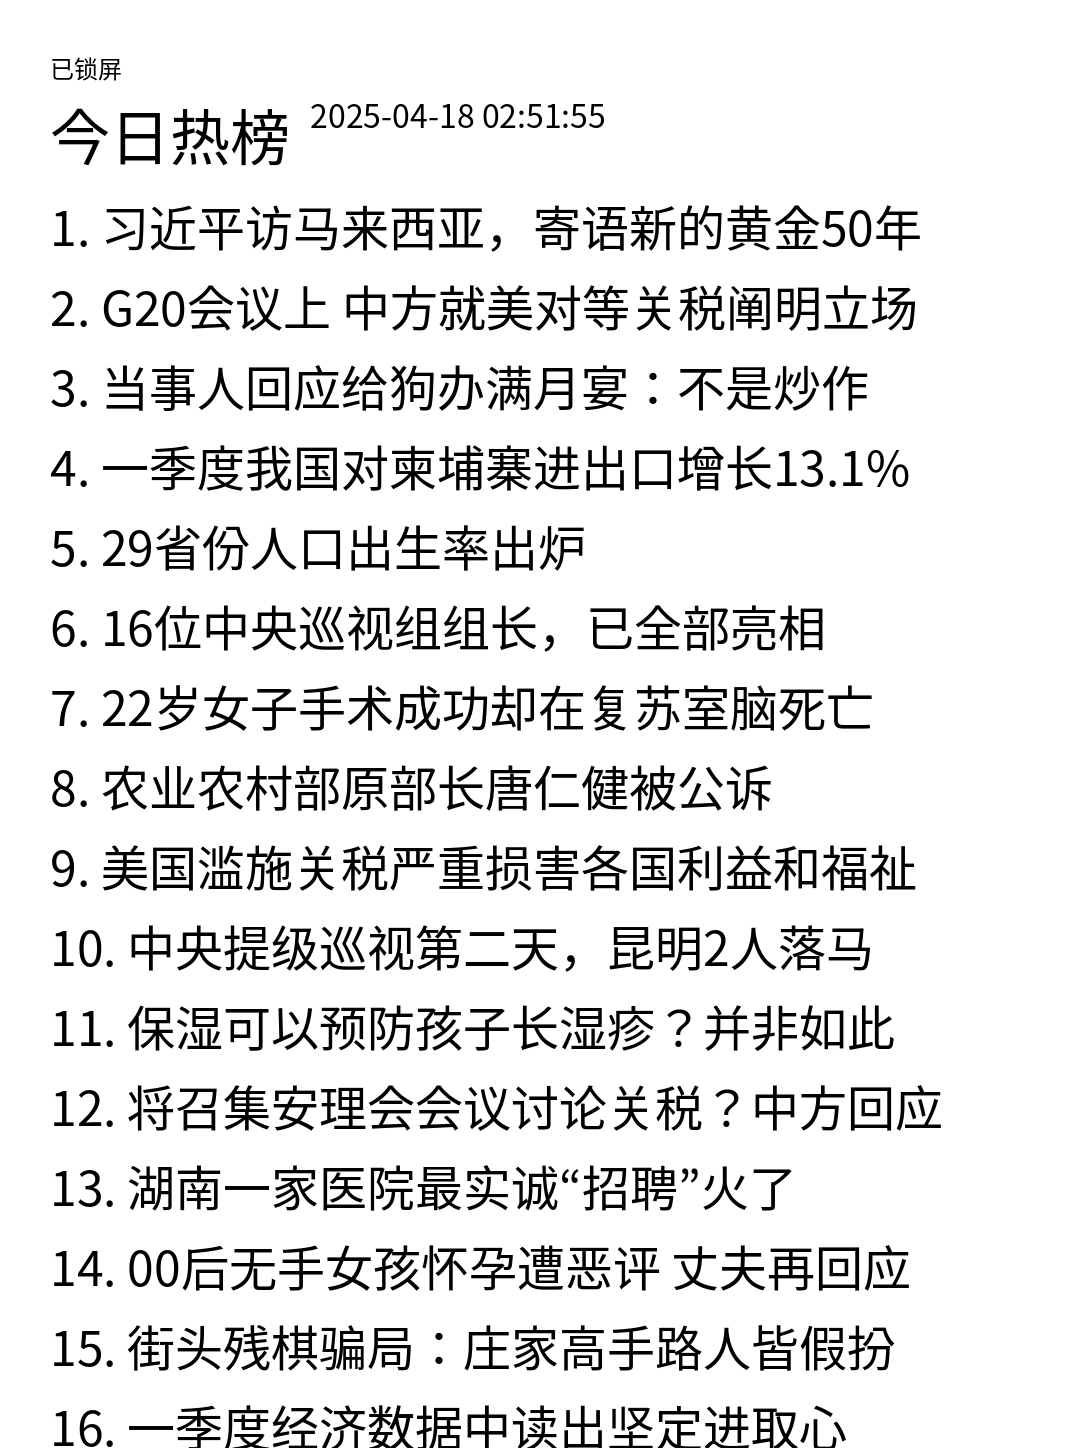 已锁屏
今日热榜 2025-04-18 02:51:55
1. 习近平访马来西亚，寄语新的黄金50年
2. G20会议上 中方就美对等关税阐明立场
3. 当事人回应给狗办满月宴：不是炒作
4. 一季度我国对柬埔寨进出口增长13.1%
5. 29省份人口出生率出炉
6. 16位中央巡视组组长，已全部亮相
7. 22岁女子手术成功却在复苏室脑死亡
8. 农业农村部原部长唐仁健被公诉
9. 美国滥施关税严重损害各国利益和福祉
10. 中央提级巡视第二天，昆明2人落马
11. 保湿可以预防孩子长湿疹？并非如此
12. 将召集安理会会议讨论关税？中方回应
13. 湖南一家医院最实诚“招聘”火了
14. 00后无手女孩怀孕遭恶评 丈夫再回应
15. 街头残棋骗局：庄家高手路人皆假扮
16. 一季度经济数据中读出坚定进取心